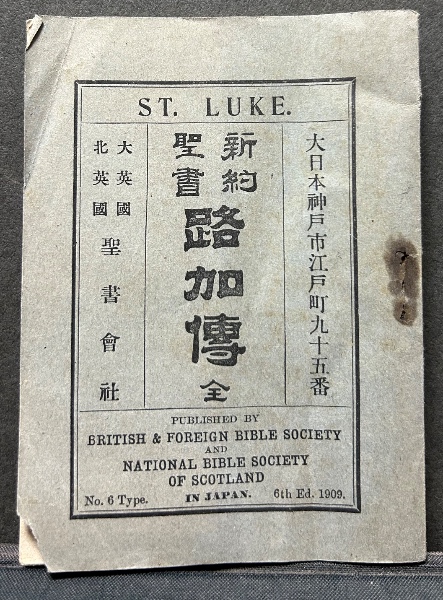 ST. LUKE.
大日本神戸市江戸町九十五番
新約
聖書
路加傳 全
大英國
北英國
聖書會社
PUBLISHED BY
BRITISH & FOREIGN BIBLE SOCIETY
AND
NATIONAL BIBLE SOCIETY
OF SCOTLAND
No. 6 Type. IN JAPAN. 6th Ed. 1909.